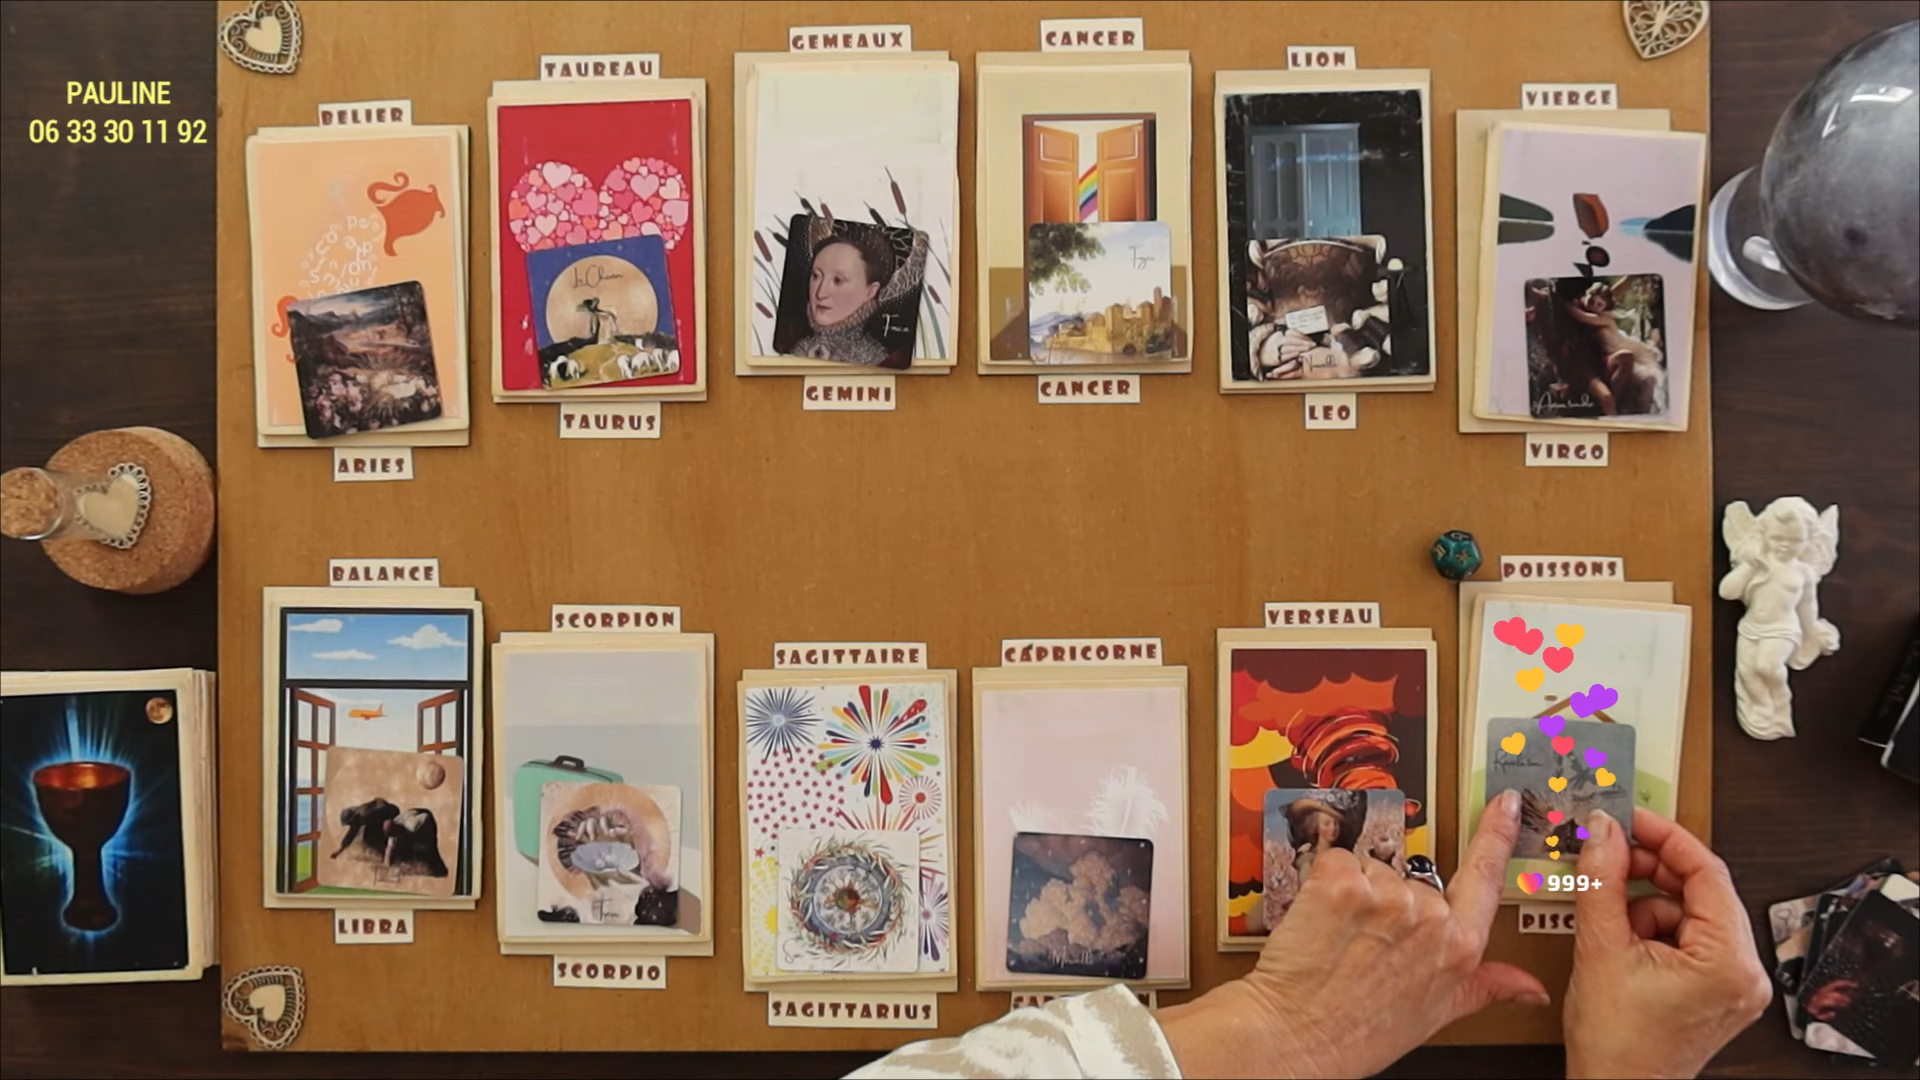 PAULINE
06 33 30 11 92
BELIER
TAUREAU
GEMEAUX
CANCER
LION
VIERGE
ARIES
TAURUS
GEMINI
CANCER
LEO
VIRGO
BALANCE
SCORPION
SAGITTAIRE
CAPRICORNE
VERSEAU
POISSONS
LIBRA
SCORPIO
SAGITTARIUS
PISC
999+